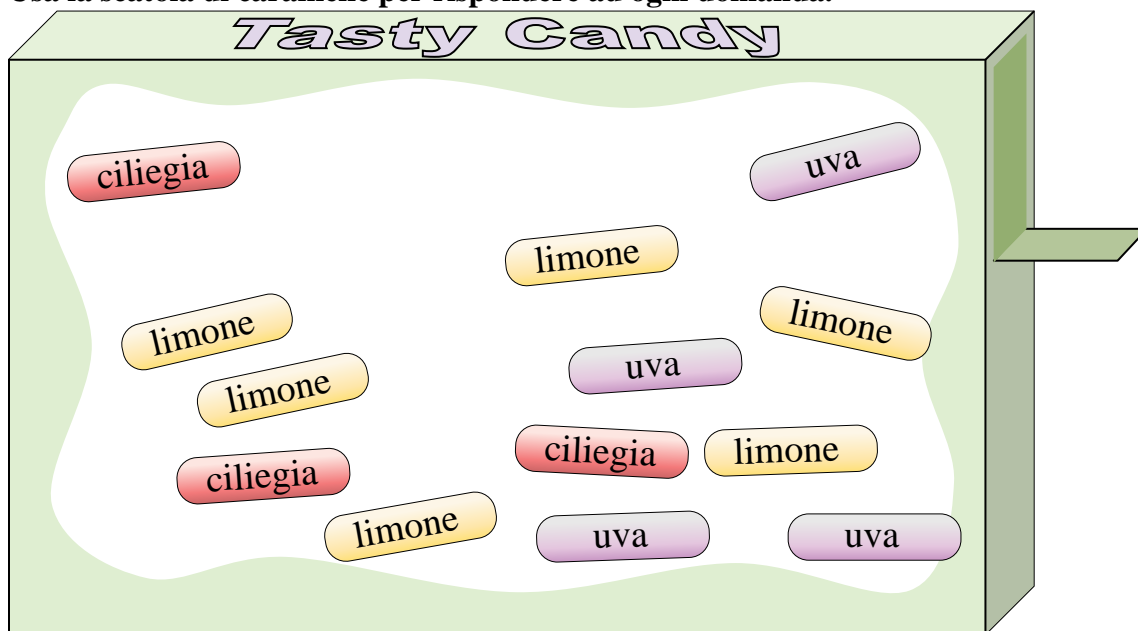 Usa la scatola di caramelle per rispondere ad ogni domanda.
Tasty Candy
ciliegia
uva
limone
limone
limone
uva
limone
ciliegia
limone
ciliegia
limone
uva
uva